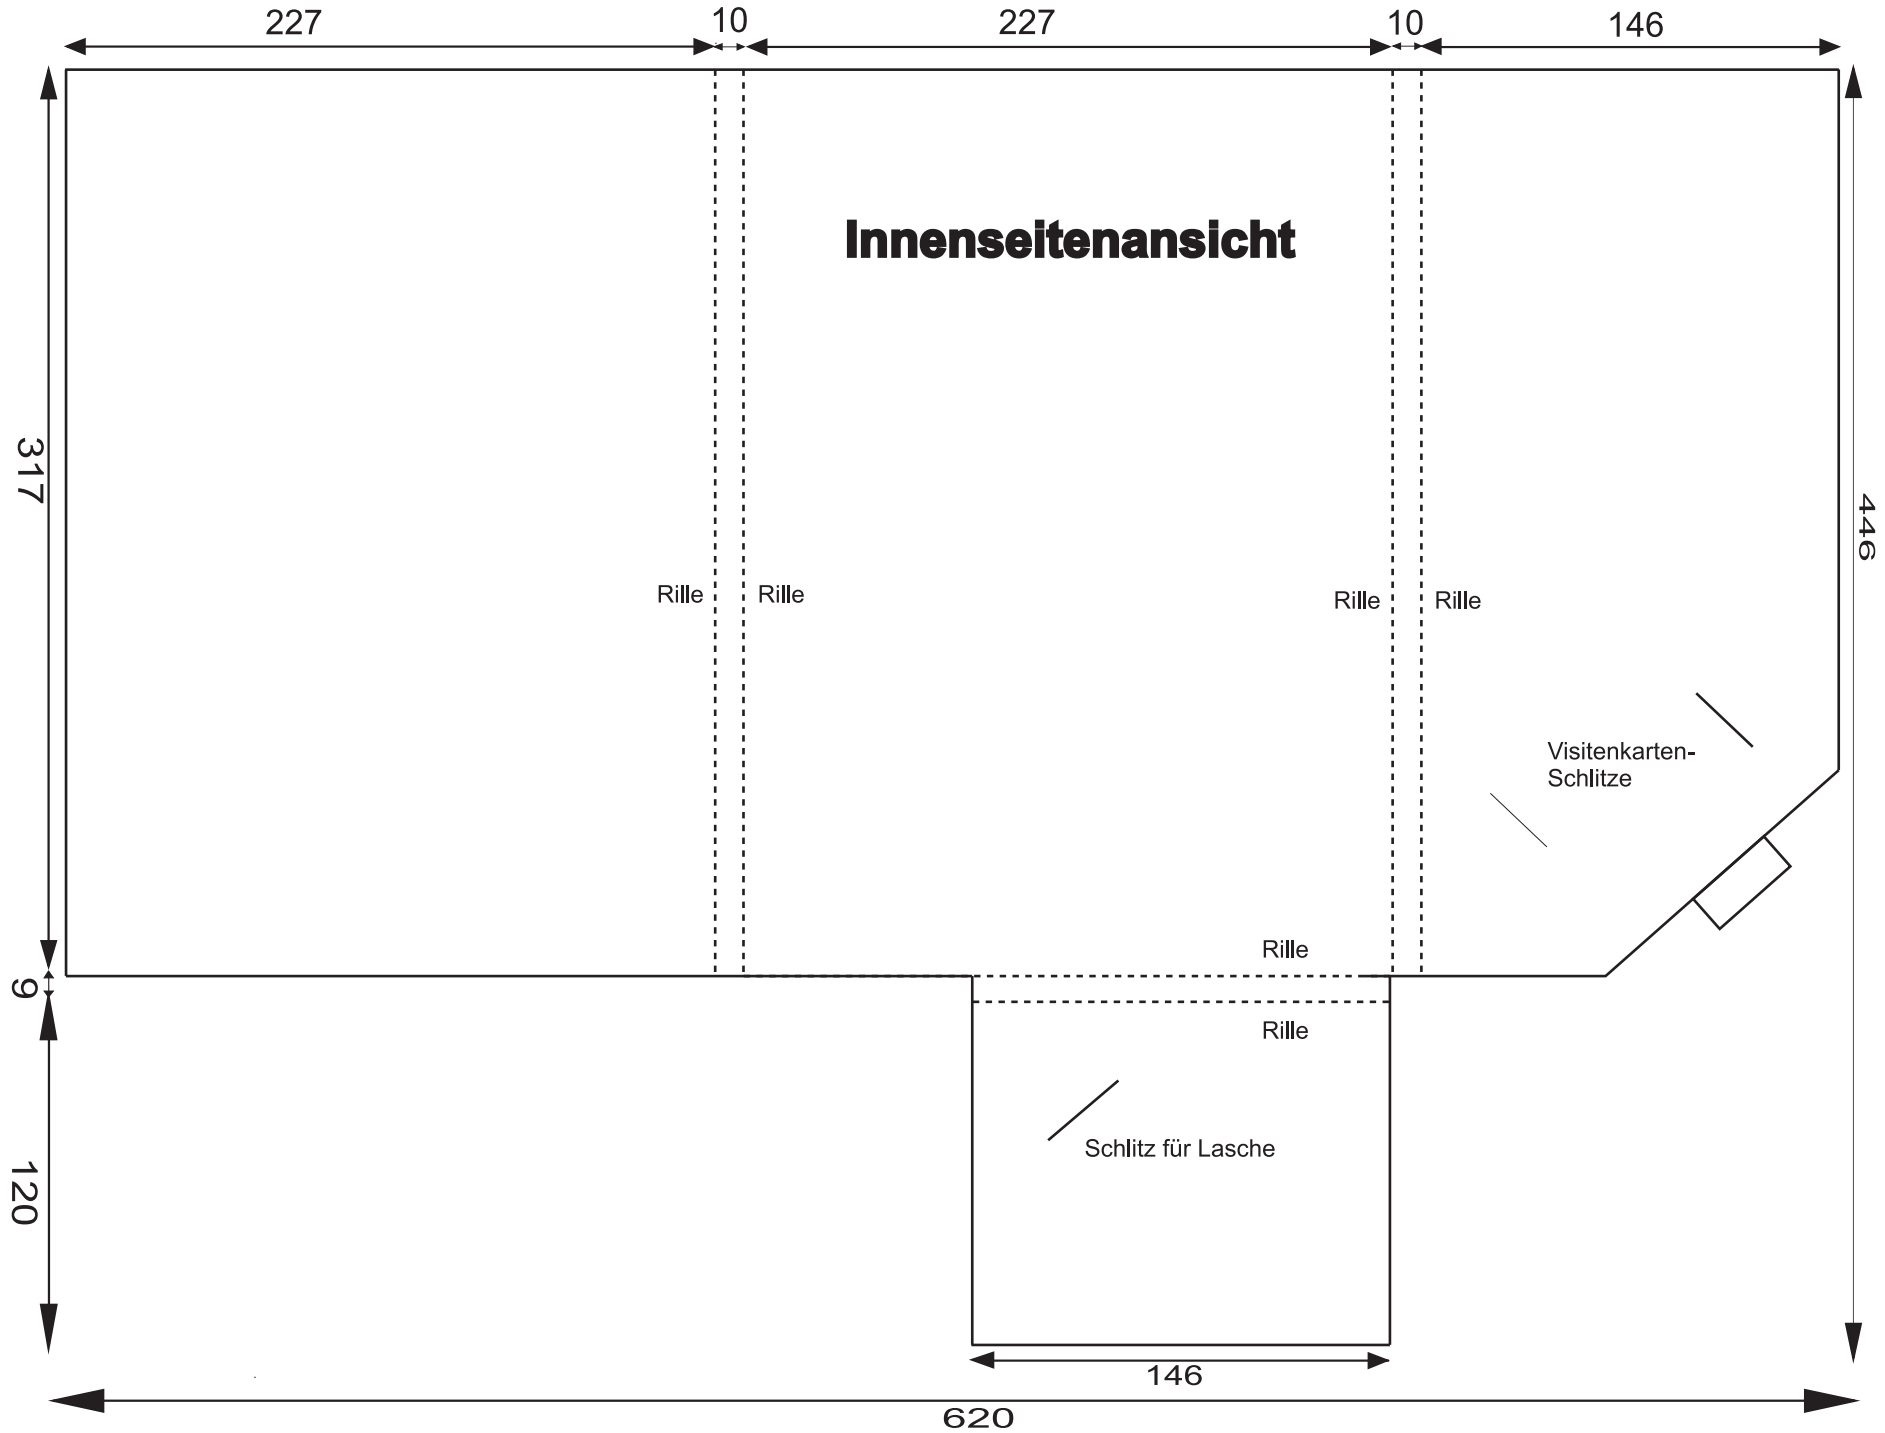 227
10
227
10
146
Innenseitenansicht
317
446
Rille
Rille
Rille
Rille
Visitenkarten-
Schlitze
Rille
9
Rille
Schlitz für Lasche
120
146
620